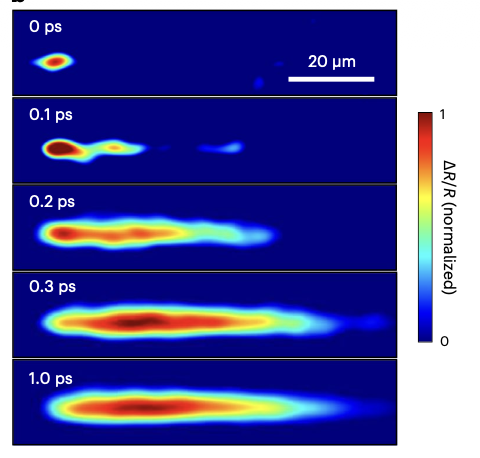 0 ps
20 μm
0.1 ps
1
0.2 ps
ΔR/R (normalized)
0.3 ps
0
1.0 ps